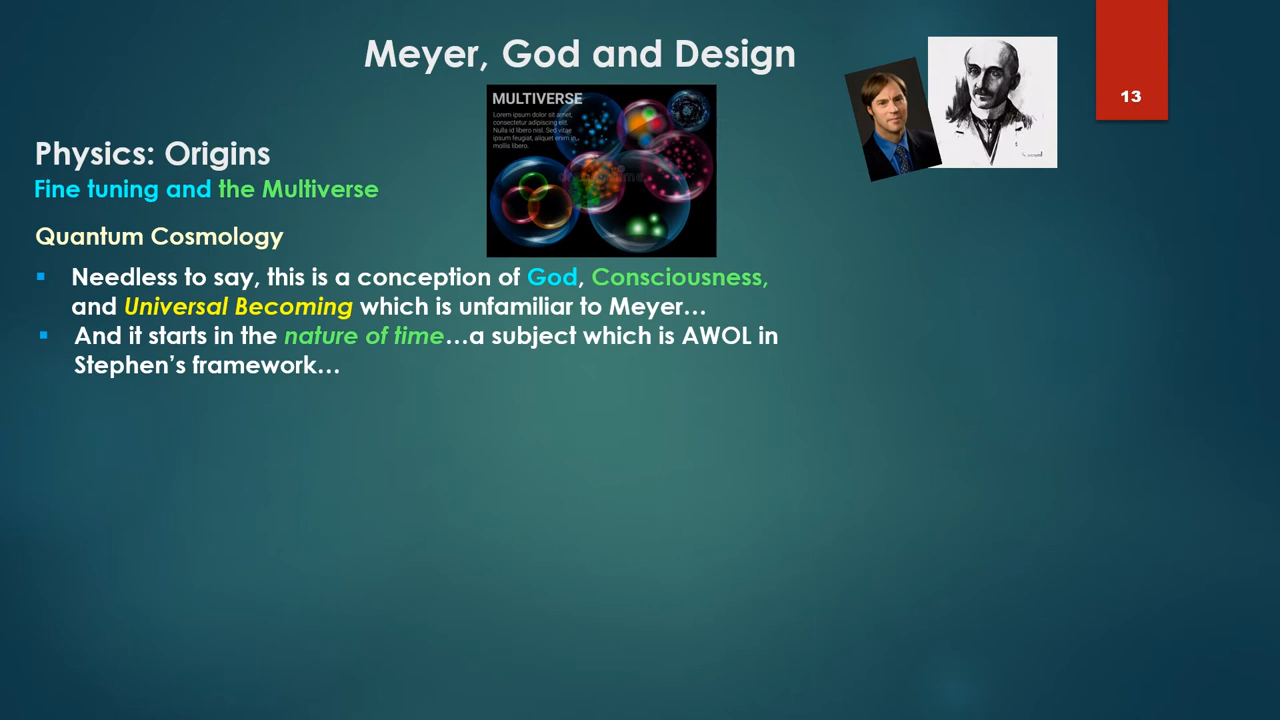 Meyer, God and Design
13
MULTIVERSE
Lorem ipsum dolor sit amet,
consectetur adipiscing elit.
Nulla id libero nisl. Sed vitae
ipsum feugiat, aliquet enim in,
mollis libero.
Physics: Origins
Fine tuning and the Multiverse
Quantum Cosmology
▪ Needless to say, this is a conception of God, Consciousness,
and Universal Becoming which is unfamiliar to Meyer…
▪ And it starts in the nature of time…a subject which is AWOL in
Stephen’s framework…